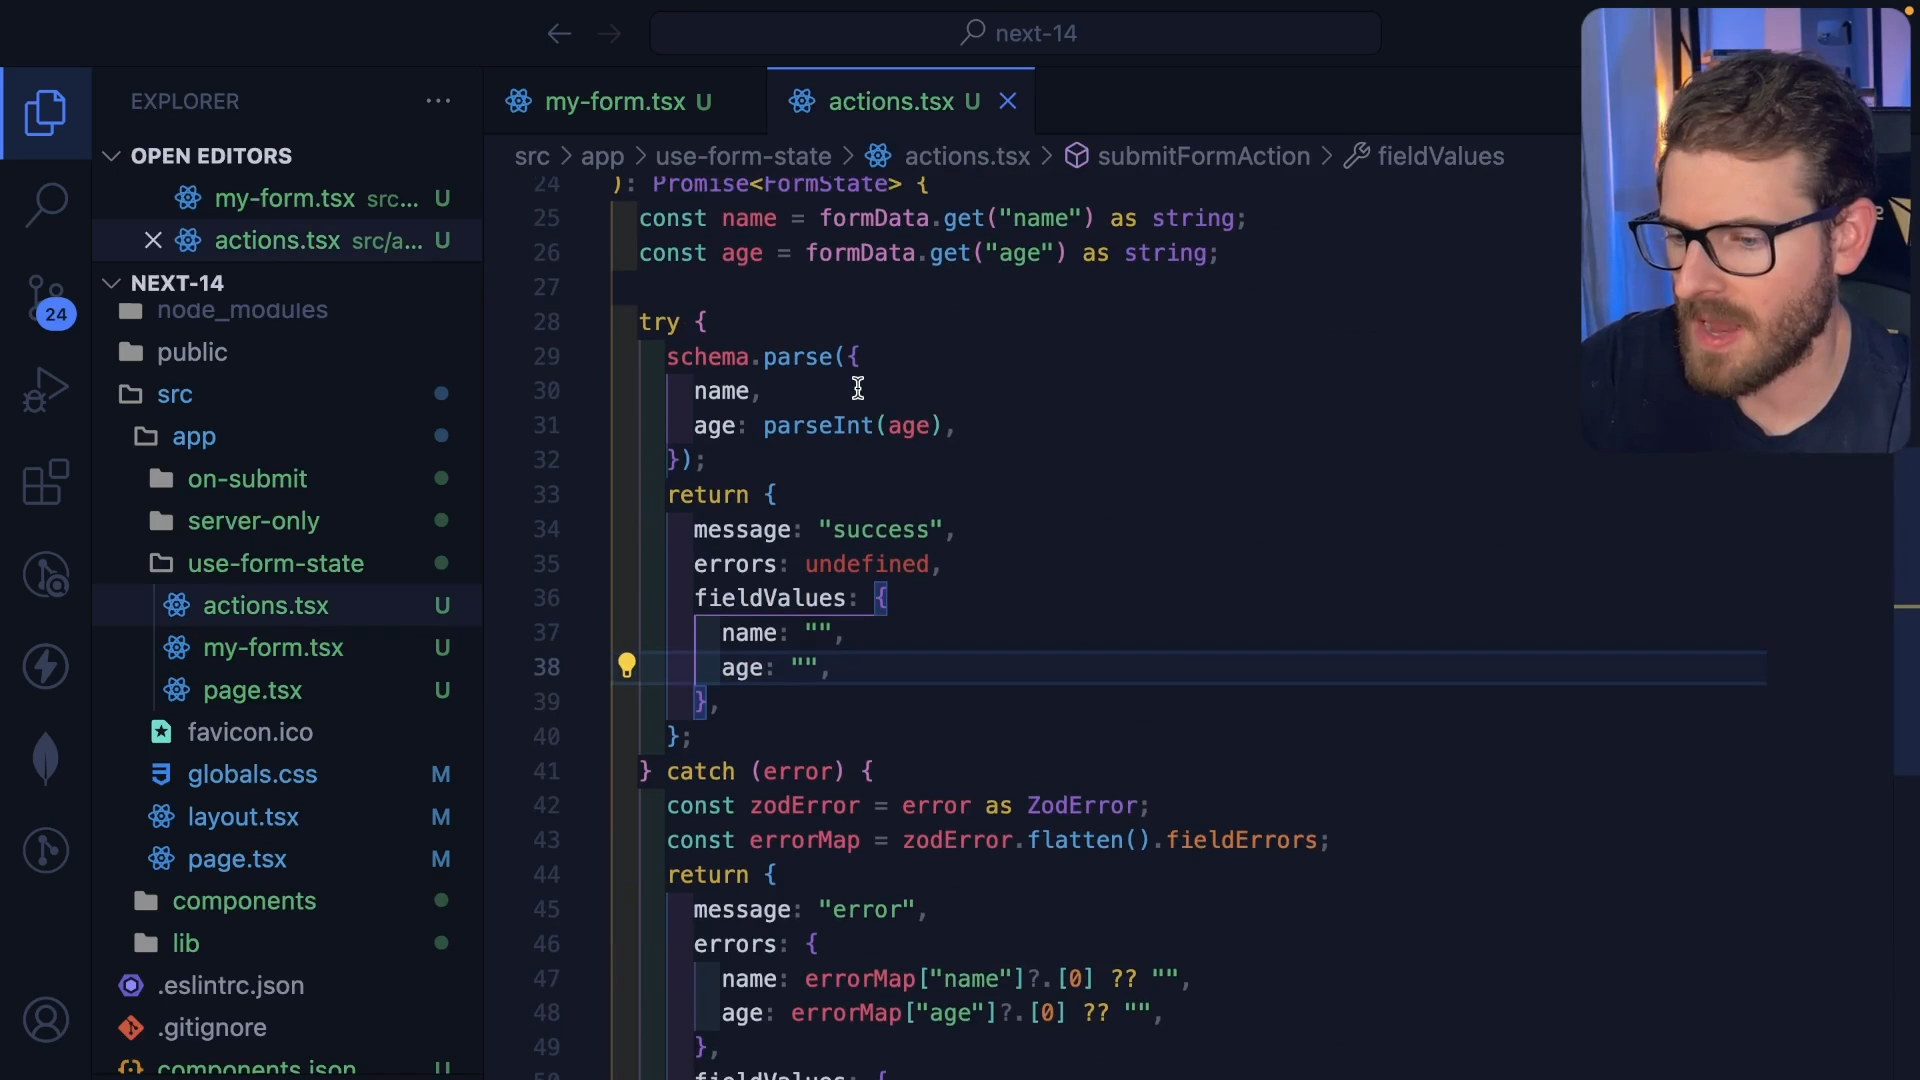 next-14
EXPLORER
OPEN EDITORS
my-form.tsx src... U
actions.tsx src/a... U
NEXT-14
node_modules
public
src
app
on-submit
server-only
use-form-state
actions.tsx U
my-form.tsx U
page.tsx U
favicon.ico
globals.css M
layout.tsx M
page.tsx M
components
lib
.eslintrc.json
.gitignore
components.json U
24
my-form.tsx U
actions.tsx U
src > app > use-form-state > actions.tsx > submitFormAction > fieldValues
24 ): Promise<FormState> {
25 const name = formData.get("name") as string;
26 const age = formData.get("age") as string;
27
28 try {
29 schema.parse({
30 name,
31 age: parseInt(age),
32 });
33 return {
34 message: "success",
35 errors: undefined,
36 fieldValues: {
37 name: "",
38 age: "",
39 },
40 };
41 } catch (error) {
42 const zodError = error as ZodError;
43 const errorMap = zodError.flatten().fieldErrors;
44 return {
45 message: "error",
46 errors: {
47 name: errorMap["name"]?.[0] ?? "",
48 age: errorMap["age"]?.[0] ?? "",
49 },
50 fieldValues: {